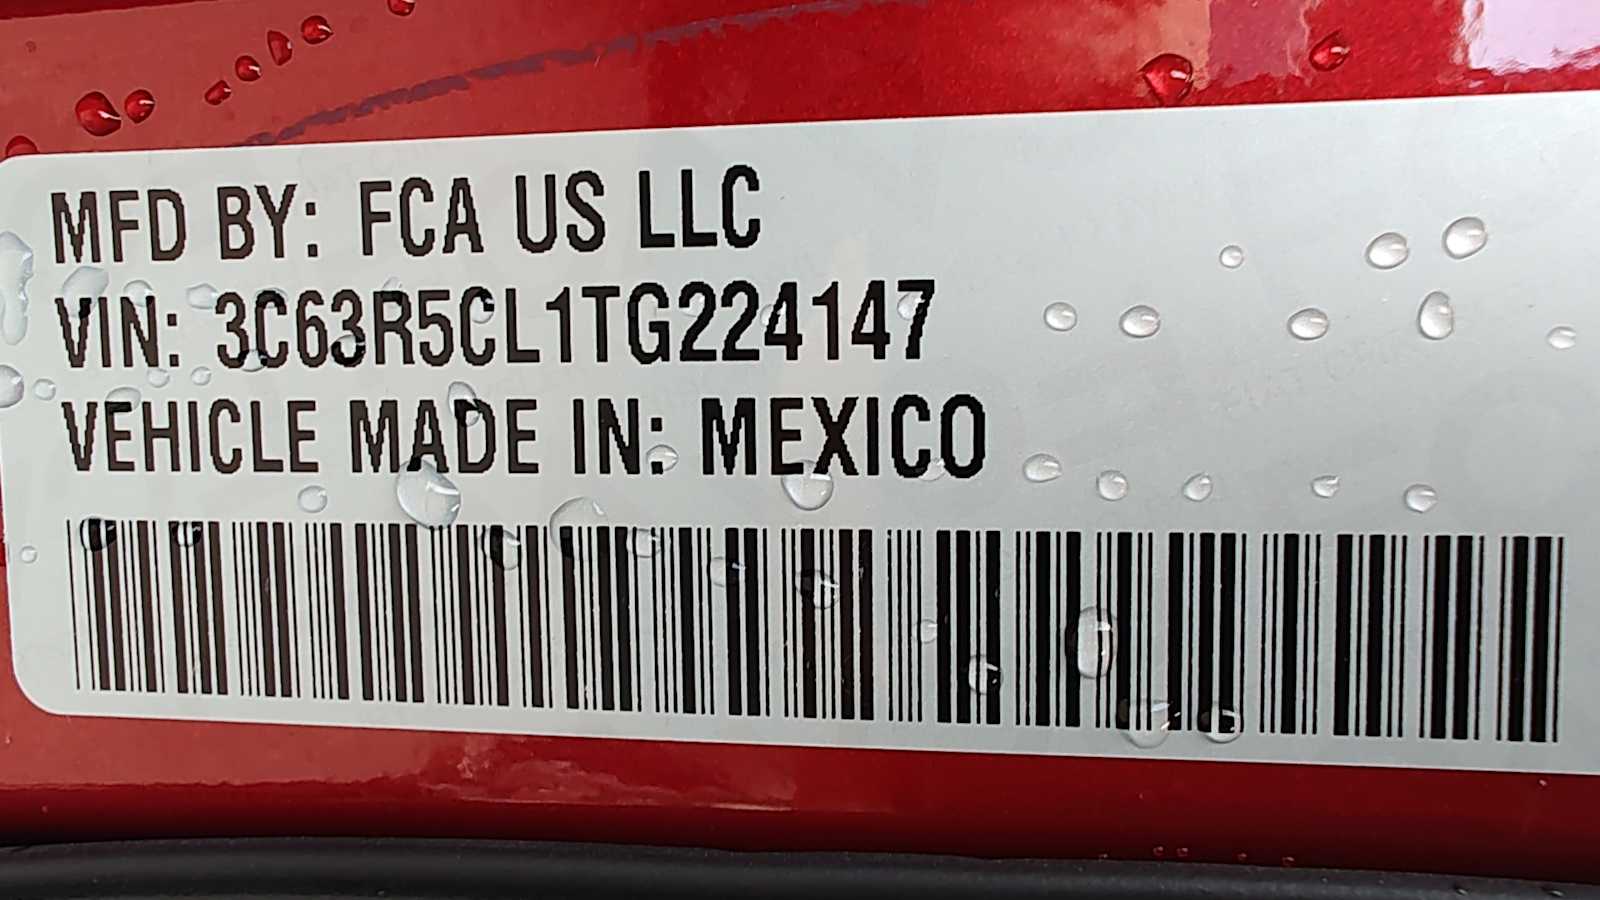 MFD BY: FCA US LLC
VIN: 3C63R5CL1TG224147
VEHICLE MADE IN: MEXICO